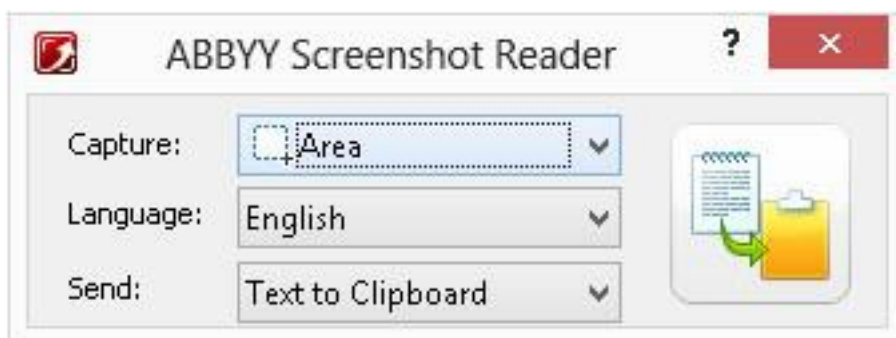 ABBYY Screenshot Reader ?
Capture: Area
Language: English
Send: Text to Clipboard